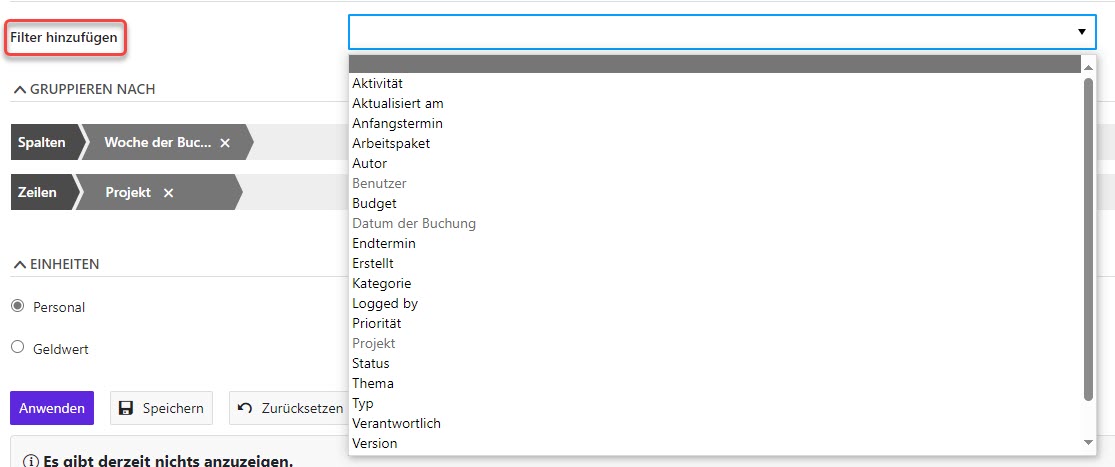 Filter hinzufügen
Aktivität
Aktualisiert am
Anfangstermin
Arbeitspaket
Autor
Benutzer
Budget
Datum der Buchung
Endtermin
Erstellt
Kategorie
Logged by
Priorität
Projekt
Status
Thema
Typ
Verantwortlich
Version
GRUPPIEREN NACH
Spalten Woche der Buc...
Zeilen Projekt
EINHEITEN
Personal
Geldwert
Anwenden Speichern Zurücksetzen
Es gibt derzeit nichts anzuzeigen.